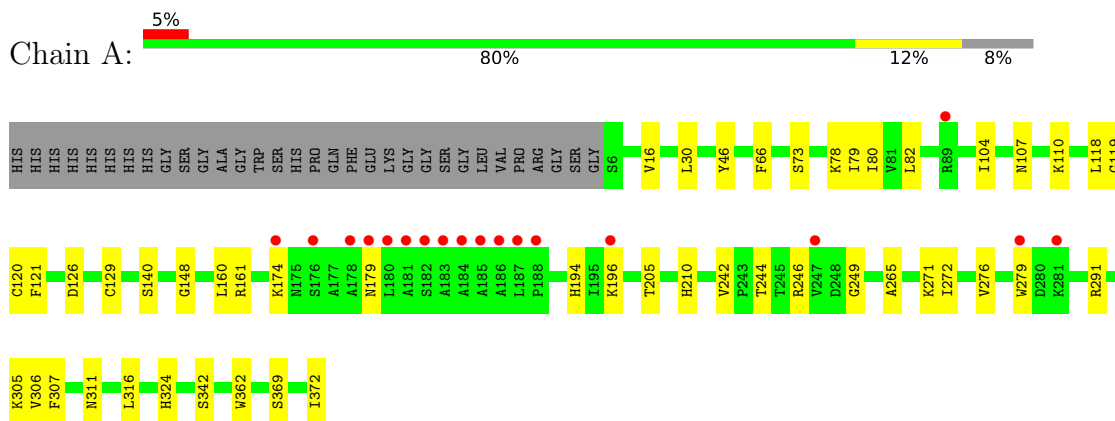 5%
Chain A:
80% 12% 8%
HIS HIS HIS HIS HIS HIS HIS HIS GLY SER GLY ALA GLY TRP SER HIS PRO GLN PHE GLU LYS GLY GLY SER GLY LEU VAL PRO ARG GLY SER GLY S6 V16 L30 Y46 F66 S73 K78 I79 I80 V81 L82 R89 I104 N107 K110 L118 G119
C120 F121 D126 C129 S140 G148 L160 R161 K174 N175 S176 A177 A178 N179 L180 A181 S182 A183 A184 A185 A186 L187 P188 H194 I195 K196 T205 H210 V242 P243 T244 T245 R246 V247 D248 G249 A265 K271 I272 V276 W279 D280 K281 R291
K305 V306 F307 N311 L316 H324 S342 W362 S369 I372